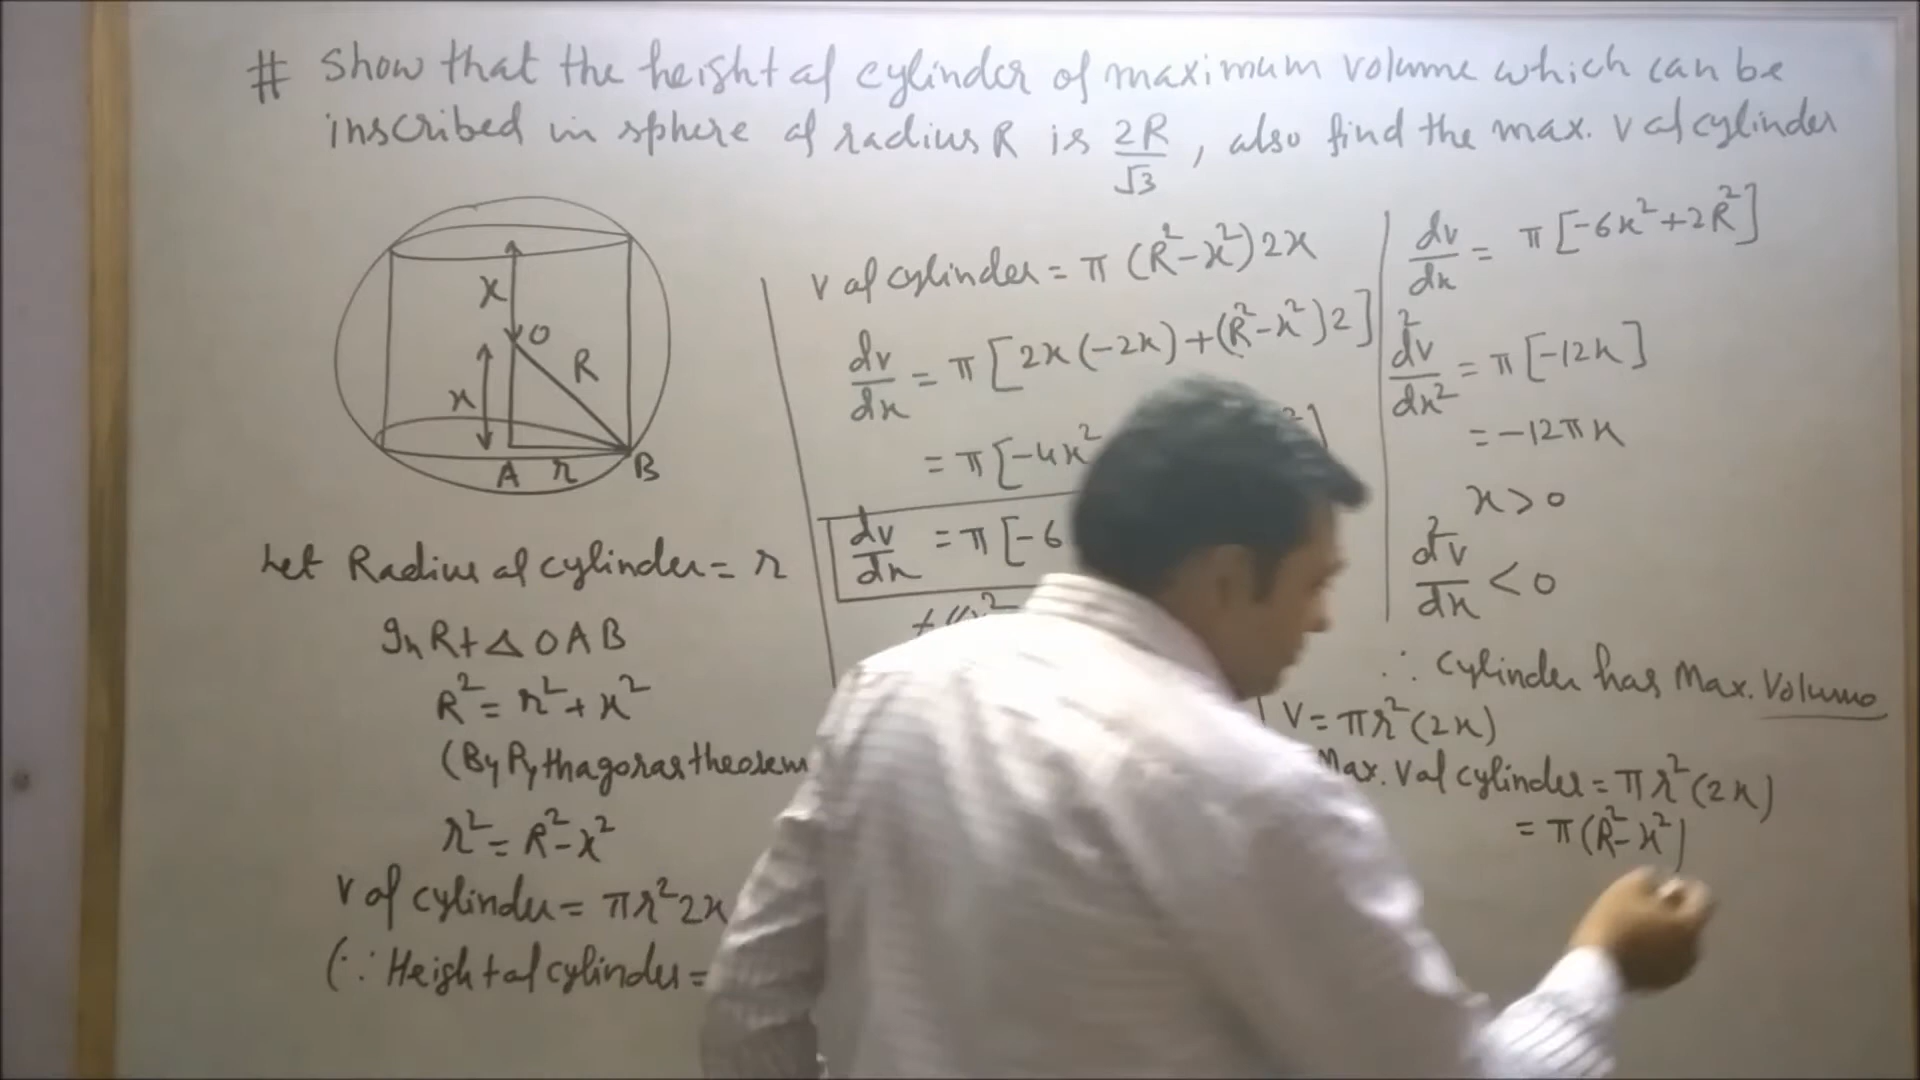 # Show that the height of cylinder of maximum volume which can be
inscribed in sphere of radius R is 2R/√3, also find the max. V of cylinder
x
O
R
x
A r B
Let Radius of cylinder = r
In Rt △ OAB
R² = r² + x²
(By Pythagoras theorem
r² = R² - x²
V of cylinder = πr²2x
(∵ Height of cylinder =
V of cylinder = π (R² - x²) 2x
dv/dx = π [2x(-2x) + (R² - x²)2]
= π [-4x²
dv/dx = π [-6
dv/dx = π [-6x² + 2R²]
d²v/dx² = π [-12x]
= -12πx
x > 0
d²v/dx < 0
∴ Cylinder has Max. Volume
V = πr²(2x)
Max. V of cylinder = πr²(2x)
= π(R² - x²)